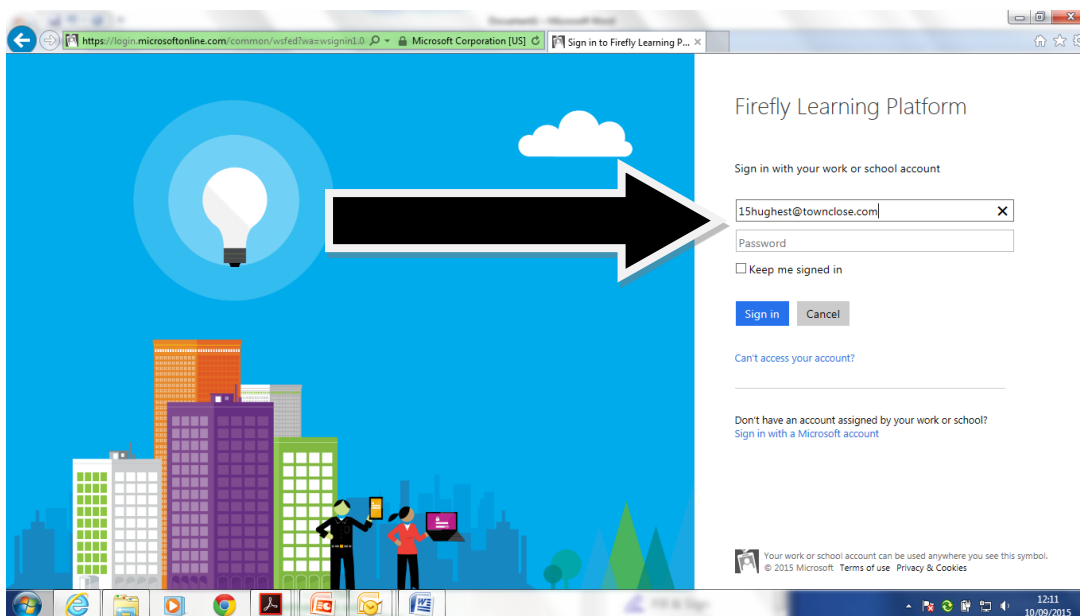 https://login.microsoftonline.com/common/wsfed?wa=wsignin1.0
Microsoft Corporation [US]
Sign in to Firefly Learning P...
Firefly Learning Platform
Sign in with your work or school account
15hughest@townclose.com
Password
Keep me signed in
Sign in
Cancel
Can't access your account?
Don't have an account assigned by your work or school?
Sign in with a Microsoft account
Your work or school account can be used anywhere you see this symbol.
© 2015 Microsoft Terms of use Privacy & Cookies
12:11
10/09/2015